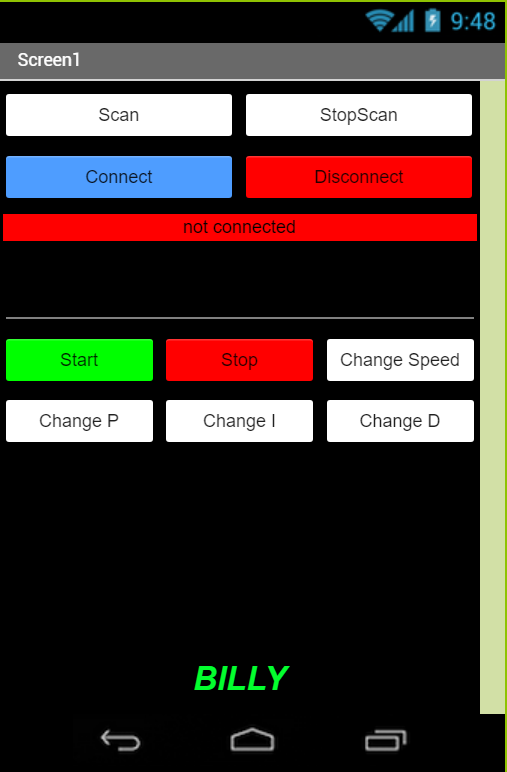 9:48
Screen1
Scan StopScan
Connect Disconnect
not connected
Start Stop Change Speed
Change P Change I Change D
BILLY